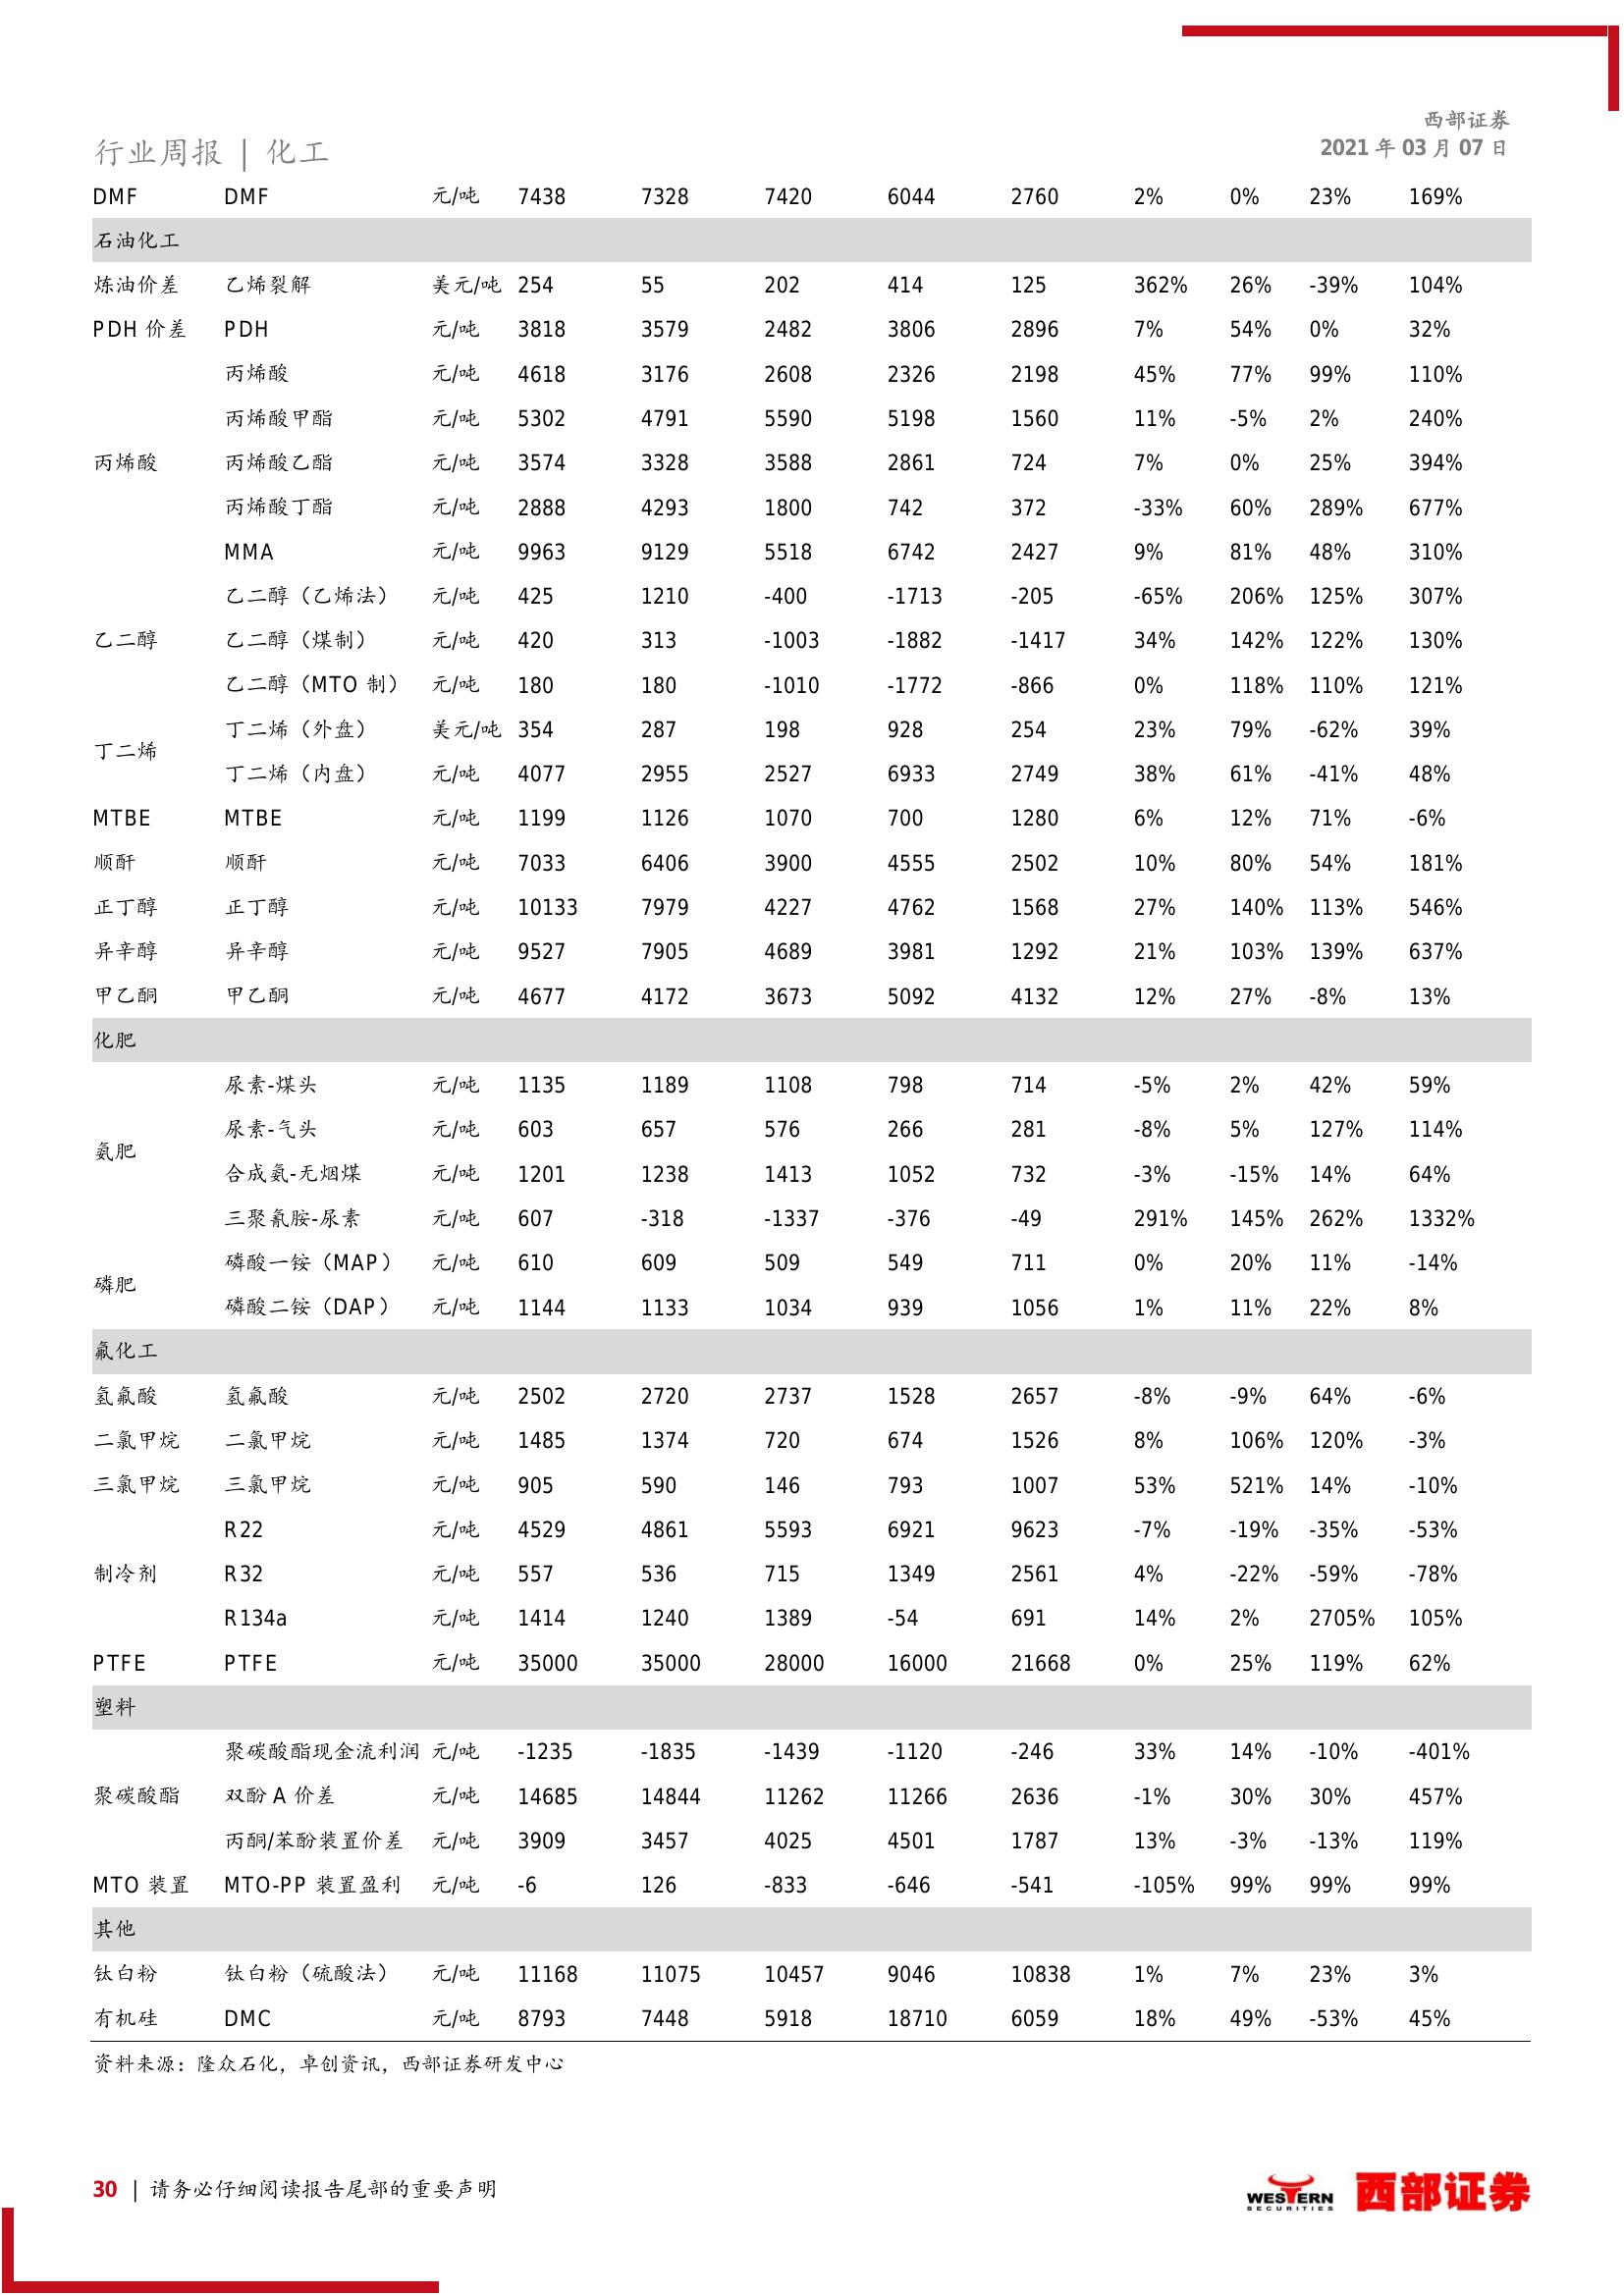 西部证券
行业周报 | 化工
2021 年 03 月 07 日
DMF DMF 元/吨 7438 7328 7420 6044 2760 2% 0% 23% 169%
石油化工
炼油价差 乙烯裂解 美元/吨 254 55 202 414 125 362% 26% -39% 104%
PDH 价差 PDH 元/吨 3818 3579 2482 3806 2896 7% 54% 0% 32%
丙烯酸 元/吨 4618 3176 2608 2326 2198 45% 77% 99% 110%
丙烯酸甲酯 元/吨 5302 4791 5590 5198 1560 11% -5% 2% 240%
丙烯酸 丙烯酸乙酯 元/吨 3574 3328 3588 2861 724 7% 0% 25% 394%
丙烯酸丁酯 元/吨 2888 4293 1800 742 372 -33% 60% 289% 677%
MMA 元/吨 9963 9129 5518 6742 2427 9% 81% 48% 310%
乙二醇（乙烯法） 元/吨 425 1210 -400 -1713 -205 -65% 206% 125% 307%
乙二醇 乙二醇（煤制） 元/吨 420 313 -1003 -1882 -1417 34% 142% 122% 130%
乙二醇（MTO 制） 元/吨 180 180 -1010 -1772 -866 0% 118% 110% 121%
丁二烯（外盘） 美元/吨 354 287 198 928 254 23% 79% -62% 39%
丁二烯
丁二烯（内盘） 元/吨 4077 2955 2527 6933 2749 38% 61% -41% 48%
MTBE MTBE 元/吨 1199 1126 1070 700 1280 6% 12% 71% -6%
顺酐 顺酐 元/吨 7033 6406 3900 4555 2502 10% 80% 54% 181%
正丁醇 正丁醇 元/吨 10133 7979 4227 4762 1568 27% 140% 113% 546%
异辛醇 异辛醇 元/吨 9527 7905 4689 3981 1292 21% 103% 139% 637%
甲乙酮 甲乙酮 元/吨 4677 4172 3673 5092 4132 12% 27% -8% 13%
化肥
尿素-煤头 元/吨 1135 1189 1108 798 714 -5% 2% 42% 59%
尿素-气头 元/吨 603 657 576 266 281 -8% 5% 127% 114%
氨肥
合成氨-无烟煤 元/吨 1201 1238 1413 1052 732 -3% -15% 14% 64%
三聚氰胺-尿素 元/吨 607 -318 -1337 -376 -49 291% 145% 262% 1332%
磷酸一铵（MAP） 元/吨 610 609 509 549 711 0% 20% 11% -14%
磷肥
磷酸二铵（DAP） 元/吨 1144 1133 1034 939 1056 1% 11% 22% 8%
氟化工
氢氟酸 氢氟酸 元/吨 2502 2720 2737 1528 2657 -8% -9% 64% -6%
二氯甲烷 二氯甲烷 元/吨 1485 1374 720 674 1526 8% 106% 120% -3%
三氯甲烷 三氯甲烷 元/吨 905 590 146 793 1007 53% 521% 14% -10%
R22 元/吨 4529 4861 5593 6921 9623 -7% -19% -35% -53%
制冷剂 R32 元/吨 557 536 715 1349 2561 4% -22% -59% -78%
R134a 元/吨 1414 1240 1389 -54 691 14% 2% 2705% 105%
PTFE PTFE 元/吨 35000 35000 28000 16000 21668 0% 25% 119% 62%
塑料
聚碳酸酯现金流利润 元/吨 -1235 -1835 -1439 -1120 -246 33% 14% -10% -401%
聚碳酸酯 双酚 A 价差 元/吨 14685 14844 11262 11266 2636 -1% 30% 30% 457%
丙酮/苯酚装置价差 元/吨 3909 3457 4025 4501 1787 13% -3% -13% 119%
MTO 装置 MTO-PP 装置盈利 元/吨 -6 126 -833 -646 -541 -105% 99% 99% 99%
其他
钛白粉 钛白粉（硫酸法） 元/吨 11168 11075 10457 9046 10838 1% 7% 23% 3%
有机硅 DMC 元/吨 8793 7448 5918 18710 6059 18% 49% -53% 45%
资料来源：隆众石化，卓创资讯，西部证券研发中心
30 | 请务必仔细阅读报告尾部的重要声明
WESTERN
SECURITIES
西部证券